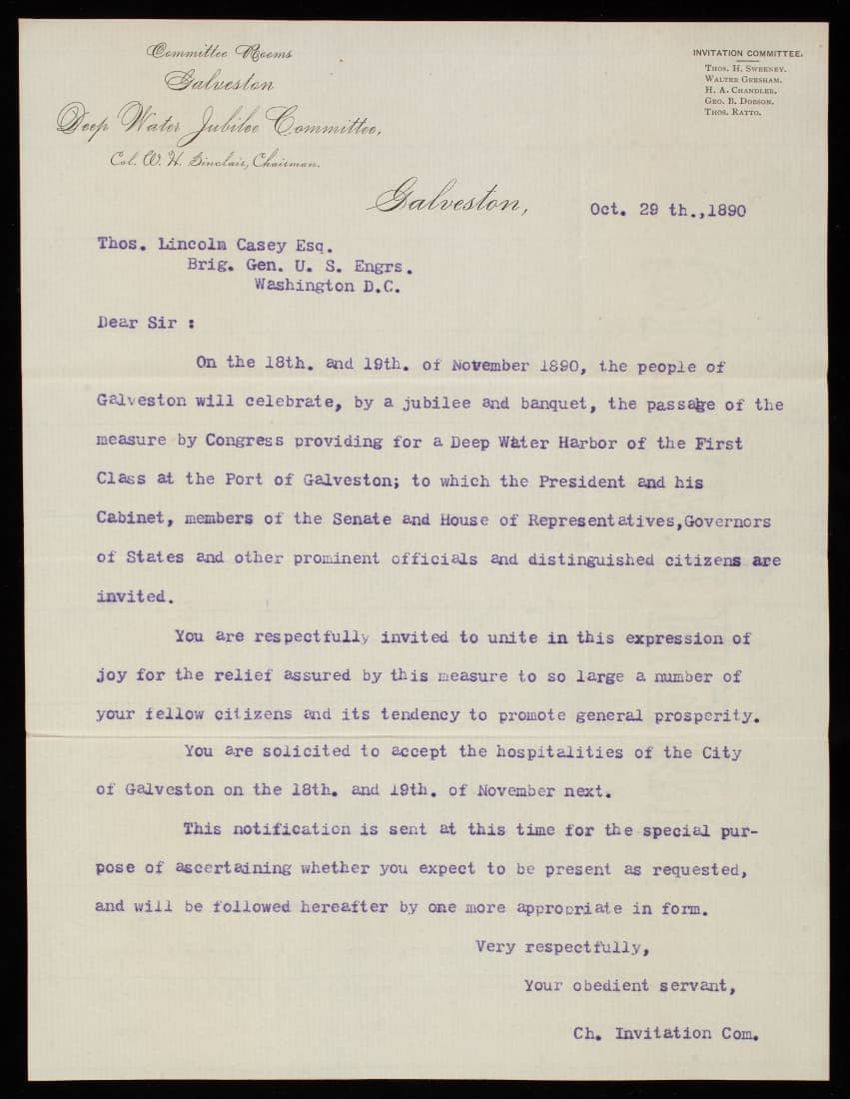 Committee Rooms
Galveston
Deep Water Jubilee Committee,
Col. W. H. Sinclair, Chairman.
INVITATION COMMITTEE.
THOS. H. SWEENEY.
WALTER GRESHAM.
H. A. CHANDLER.
GEO. B. DOBSON.
THOS. RATTO.
Galveston, Oct. 29 th.,1890
Thos. Lincoln Casey Esq.
Brig. Gen. U. S. Engrs.
Washington D.C.
Dear Sir :
On the 18th. and 19th. of November 1890, the people of
Galveston will celebrate, by a jubilee and banquet, the passage of the
measure by Congress providing for a Deep Water Harbor of the First
Class at the Port of Galveston; to which the President and his
Cabinet, members of the Senate and House of Representatives,Governors
of States and other prominent officials and distinguished citizens are
invited.
You are respectfully invited to unite in this expression of
joy for the relief assured by this measure to so large a number of
your fellow citizens and its tendency to promote general prosperity.
You are solicited to accept the hospitalities of the City
of Galveston on the 18th. and 19th. of November next.
This notification is sent at this time for the special pur-
pose of ascertaining whether you expect to be present as requested,
and will be followed hereafter by one more appropriate in form.
Very respectfully,
Your obedient servant,
Ch. Invitation Com.